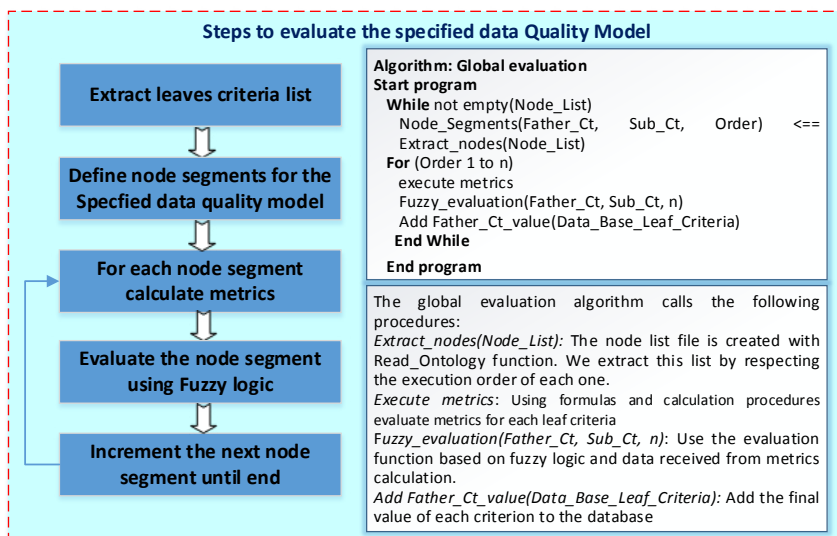 Steps to evaluate the specified data Quality Model
Extract leaves criteria list
Define node segments for the
Specfied data quality model
For each node segment
calculate metrics
Evaluate the node segment
using Fuzzy logic
Increment the next node
segment until end
Algorithm: Global evaluation
Start program
While not empty(Node_List)
Node_Segments(Father_Ct, Sub_Ct, Order) <==
Extract_nodes(Node_List)
For (Order 1 to n)
execute metrics
Fuzzy_evaluation(Father_Ct, Sub_Ct, n)
Add Father_Ct_value(Data_Base_Leaf_Criteria)
End While
End program
The global evaluation algorithm calls the following
procedures:
Extract_nodes(Node_List): The node list file is created with
Read_Ontology function. We extract this list by respecting
the execution order of each one.
Execute metrics: Using formulas and calculation procedures
evaluate metrics for each leaf criteria
Fuzzy_evaluation(Father_Ct, Sub_Ct, n): Use the evaluation
function based on fuzzy logic and data received from metrics
calculation.
Add Father_Ct_value(Data_Base_Leaf_Criteria): Add the final
value of each criterion to the database